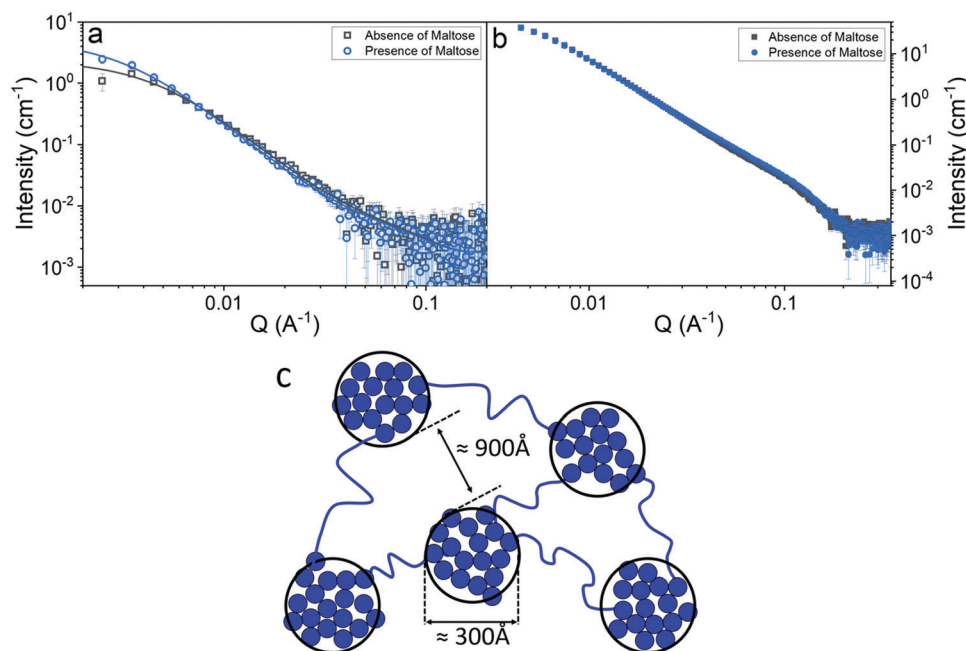 a
Absence of Maltose
Presence of Maltose
Intensity (cm⁻¹)
10¹
10⁰
10⁻¹
10⁻²
10⁻³
0.01
0.1
Q (A⁻¹)
b
Absence of Maltose
Presence of Maltose
Intensity (cm⁻¹)
10¹
10⁰
10⁻¹
10⁻²
10⁻³
10⁻⁴
0.01
0.1
Q (A⁻¹)
c
≈ 900Å
≈ 300Å